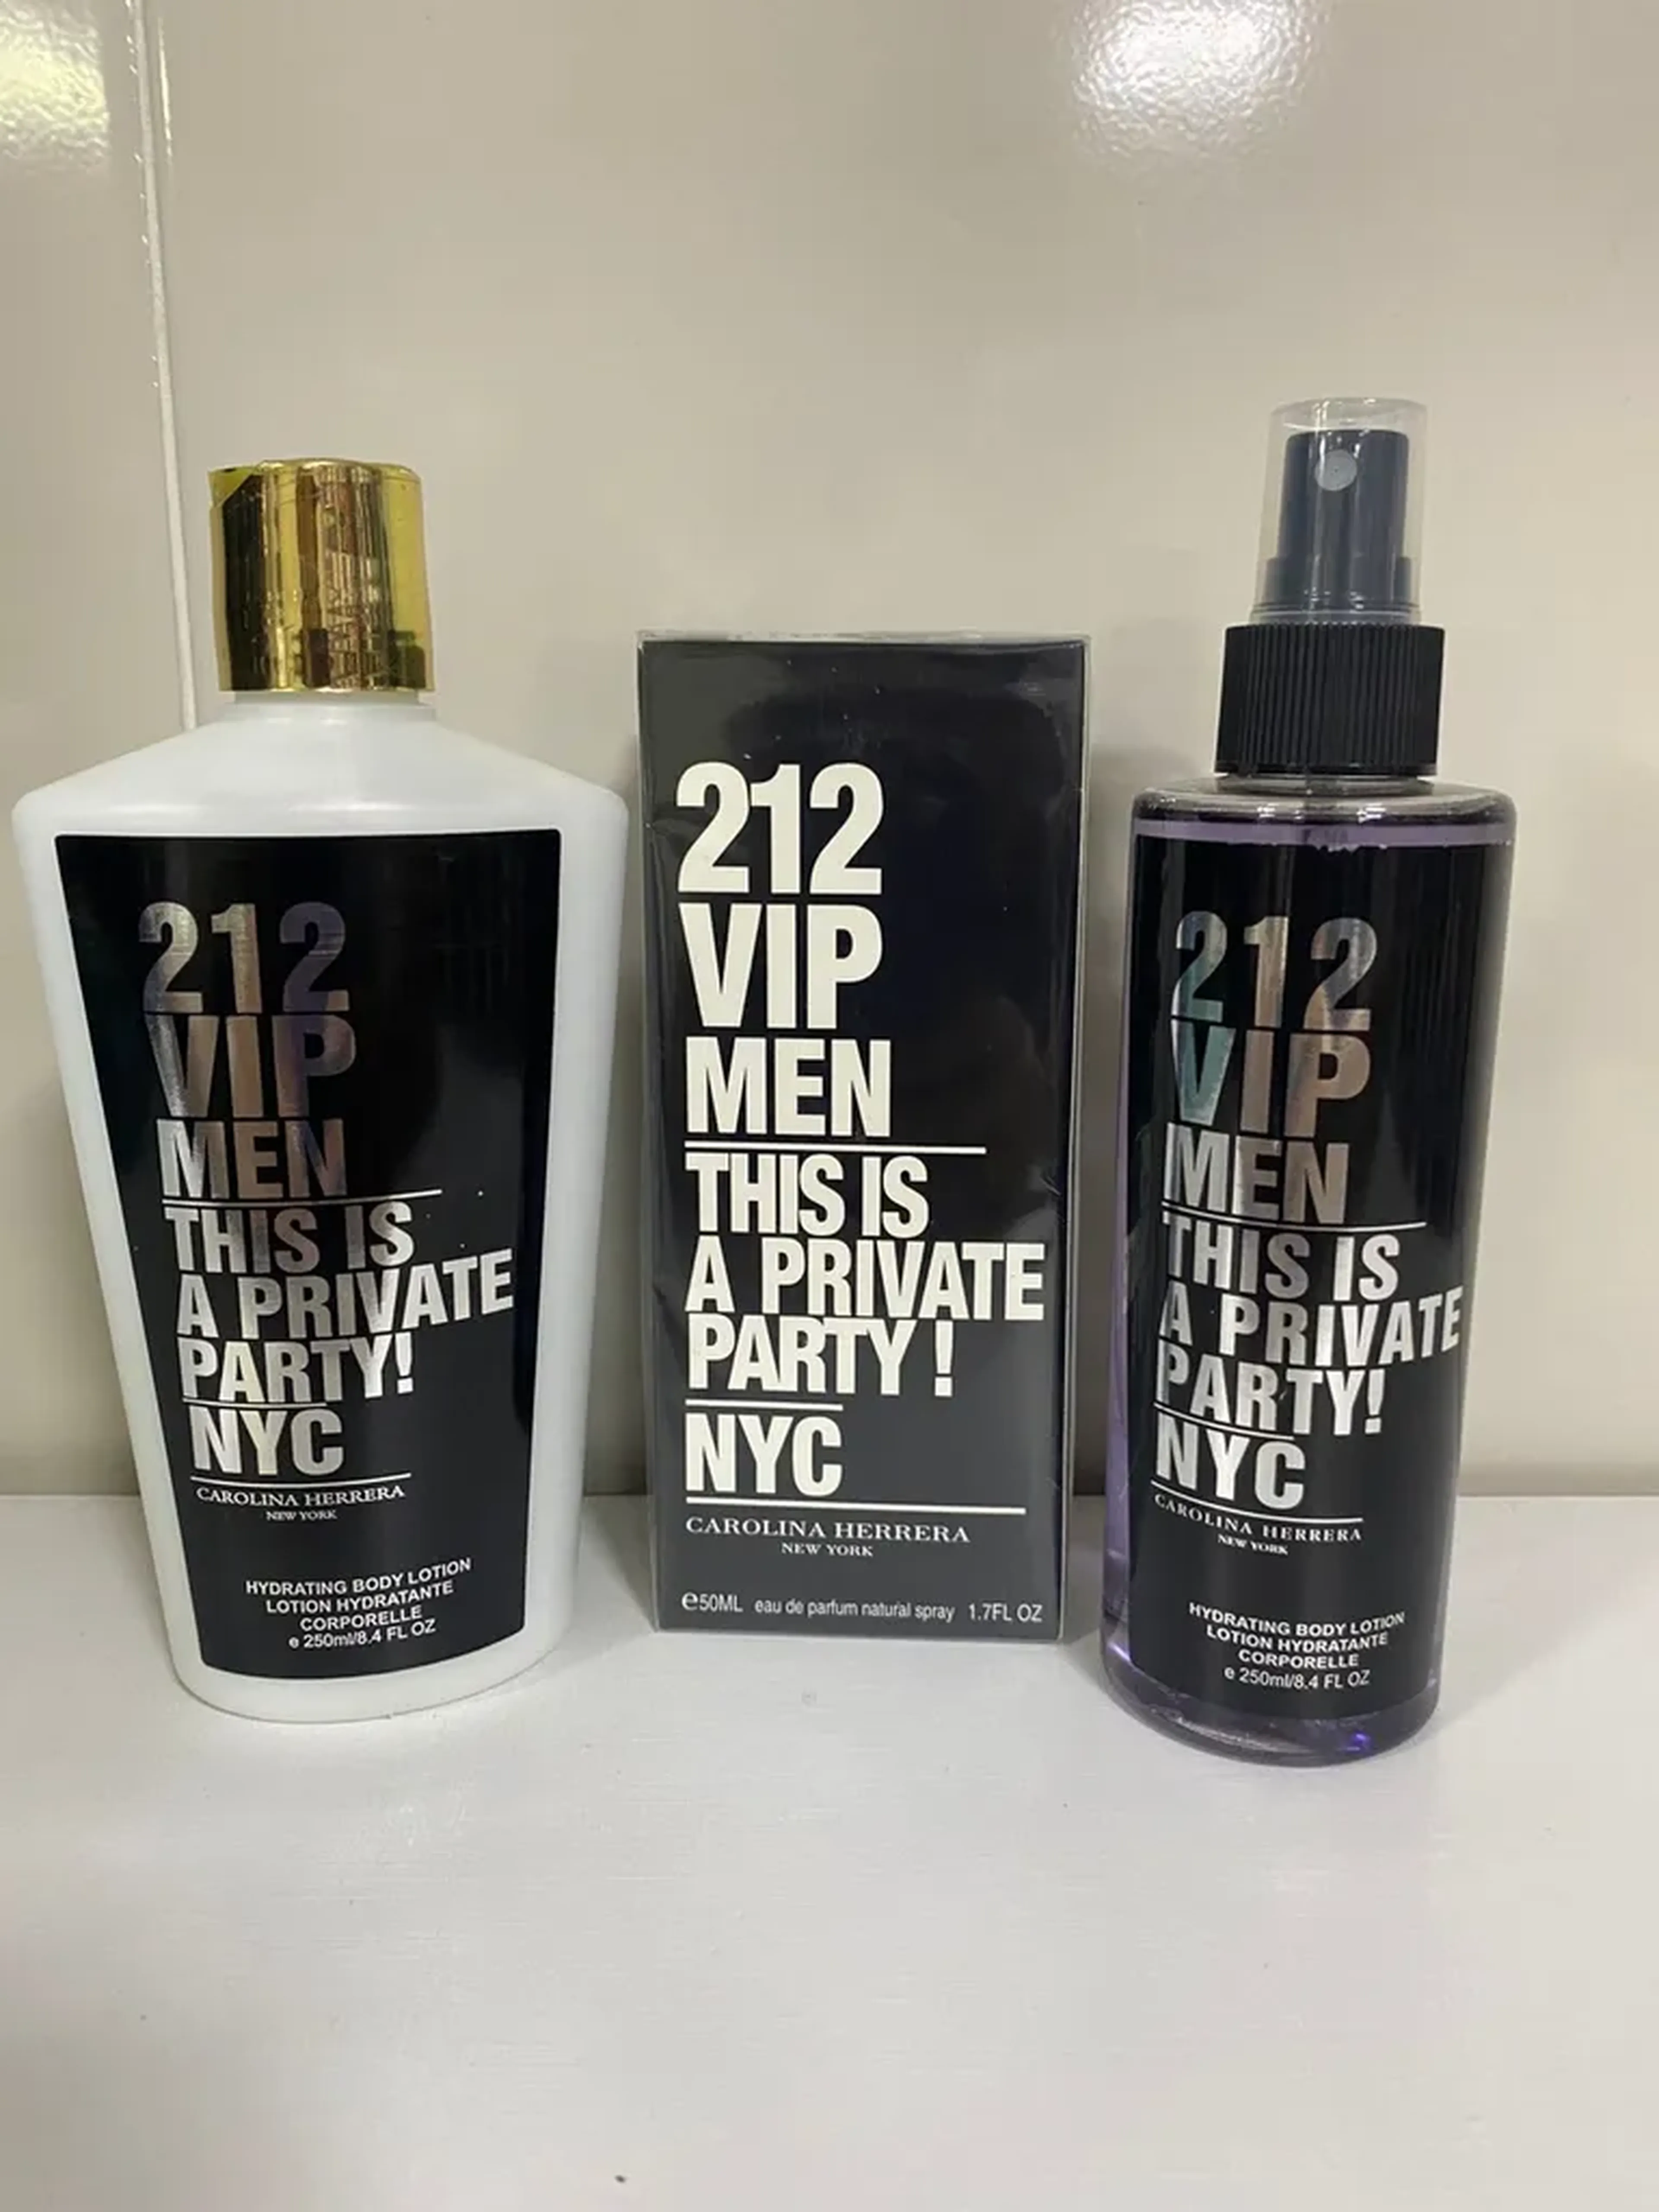 212
VIP
MEN
THIS IS
A PRIVATE
PARTY!
NYC
CAROLINA HERRERA
NEW YORK
HYDRATING BODY LOTION
LOTION HYDRATANTE
CORPORELLE
e 250ml/8.4 FL OZ
212
VIP
MEN
THIS IS
A PRIVATE
PARTY !
NYC
CAROLINA HERRERA
NEW YORK
e50ML eau de parfum natural spray 1.7FL OZ
212
VIP
MEN
THIS IS
A PRIVATE
PARTY!
NYC
CAROLINA HERRERA
NEW YORK
HYDRATING BODY LOTION
LOTION HYDRATANTE
CORPORELLE
e 250ml/8.4 FL OZ